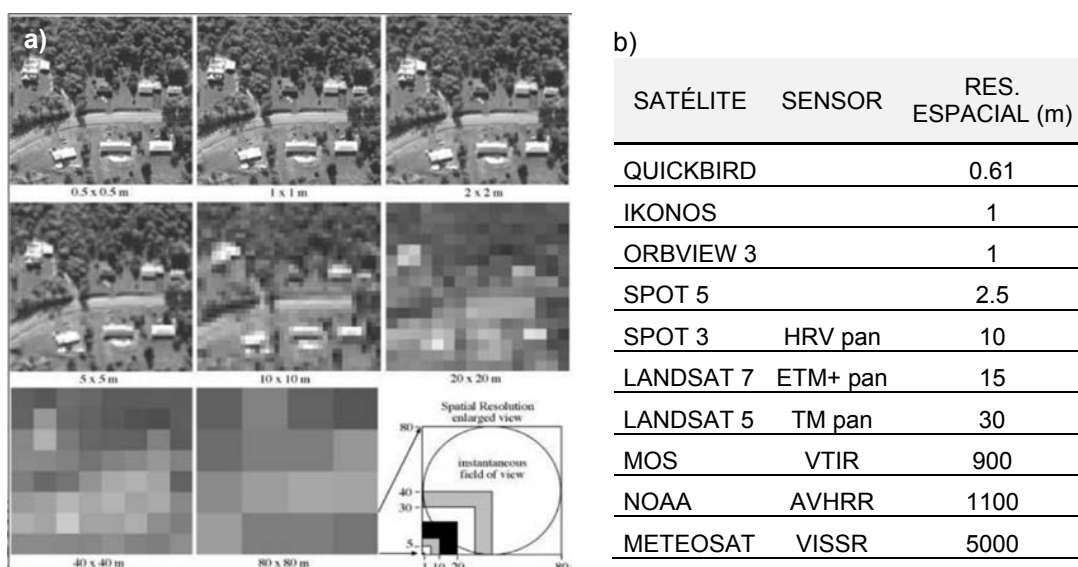 a)
0.5 x 0.5 m
1 x 1 m
2 x 2 m
5 x 5 m
10 x 10 m
20 x 20 m
40 x 40 m
80 x 80 m
Spatial Resolution
enlarged view
80
instantaneous
field of view
40
30
5
1 10 20
80
b)
SATÉLITE SENSOR RES. ESPACIAL (m)
QUICKBIRD 0.61
IKONOS 1
ORBVIEW 3 1
SPOT 5 2.5
SPOT 3 HRV pan 10
LANDSAT 7 ETM+ pan 15
LANDSAT 5 TM pan 30
MOS VTIR 900
NOAA AVHRR 1100
METEOSAT VISSR 5000